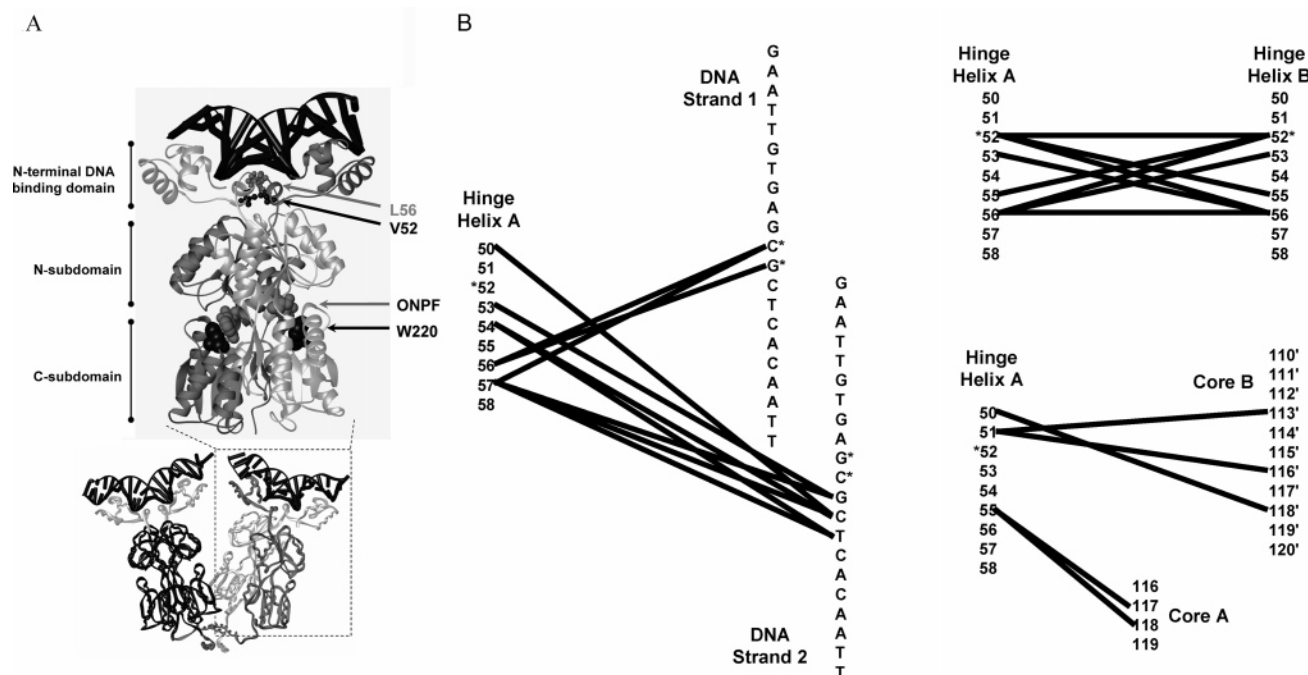 A
N-terminal DNA
binding domain
N-subdomain
C-subdomain
L56
V52
ONPF
W220
B
DNA
Strand 1
G
A
A
T
T
G
T
G
A
G
C*
G*
C
T
C
A
C
A
A
T
T
Hinge
Helix A
50
51
*52
53
54
55
56
57
58
G
A
A
T
T
G
T
G
A
G*
C*
G
C
T
C
A
C
A
A
T
T
DNA
Strand 2
Hinge
Helix A
50
51
*52
53
54
55
56
57
58
Hinge
Helix B
50
51
52*
53
54
55
56
57
58
Hinge
Helix A
50
51
*52
53
54
55
56
57
58
Core B
110'
111'
112'
113'
114'
115'
116'
117'
118'
119'
120'
116
117
118
119
Core A